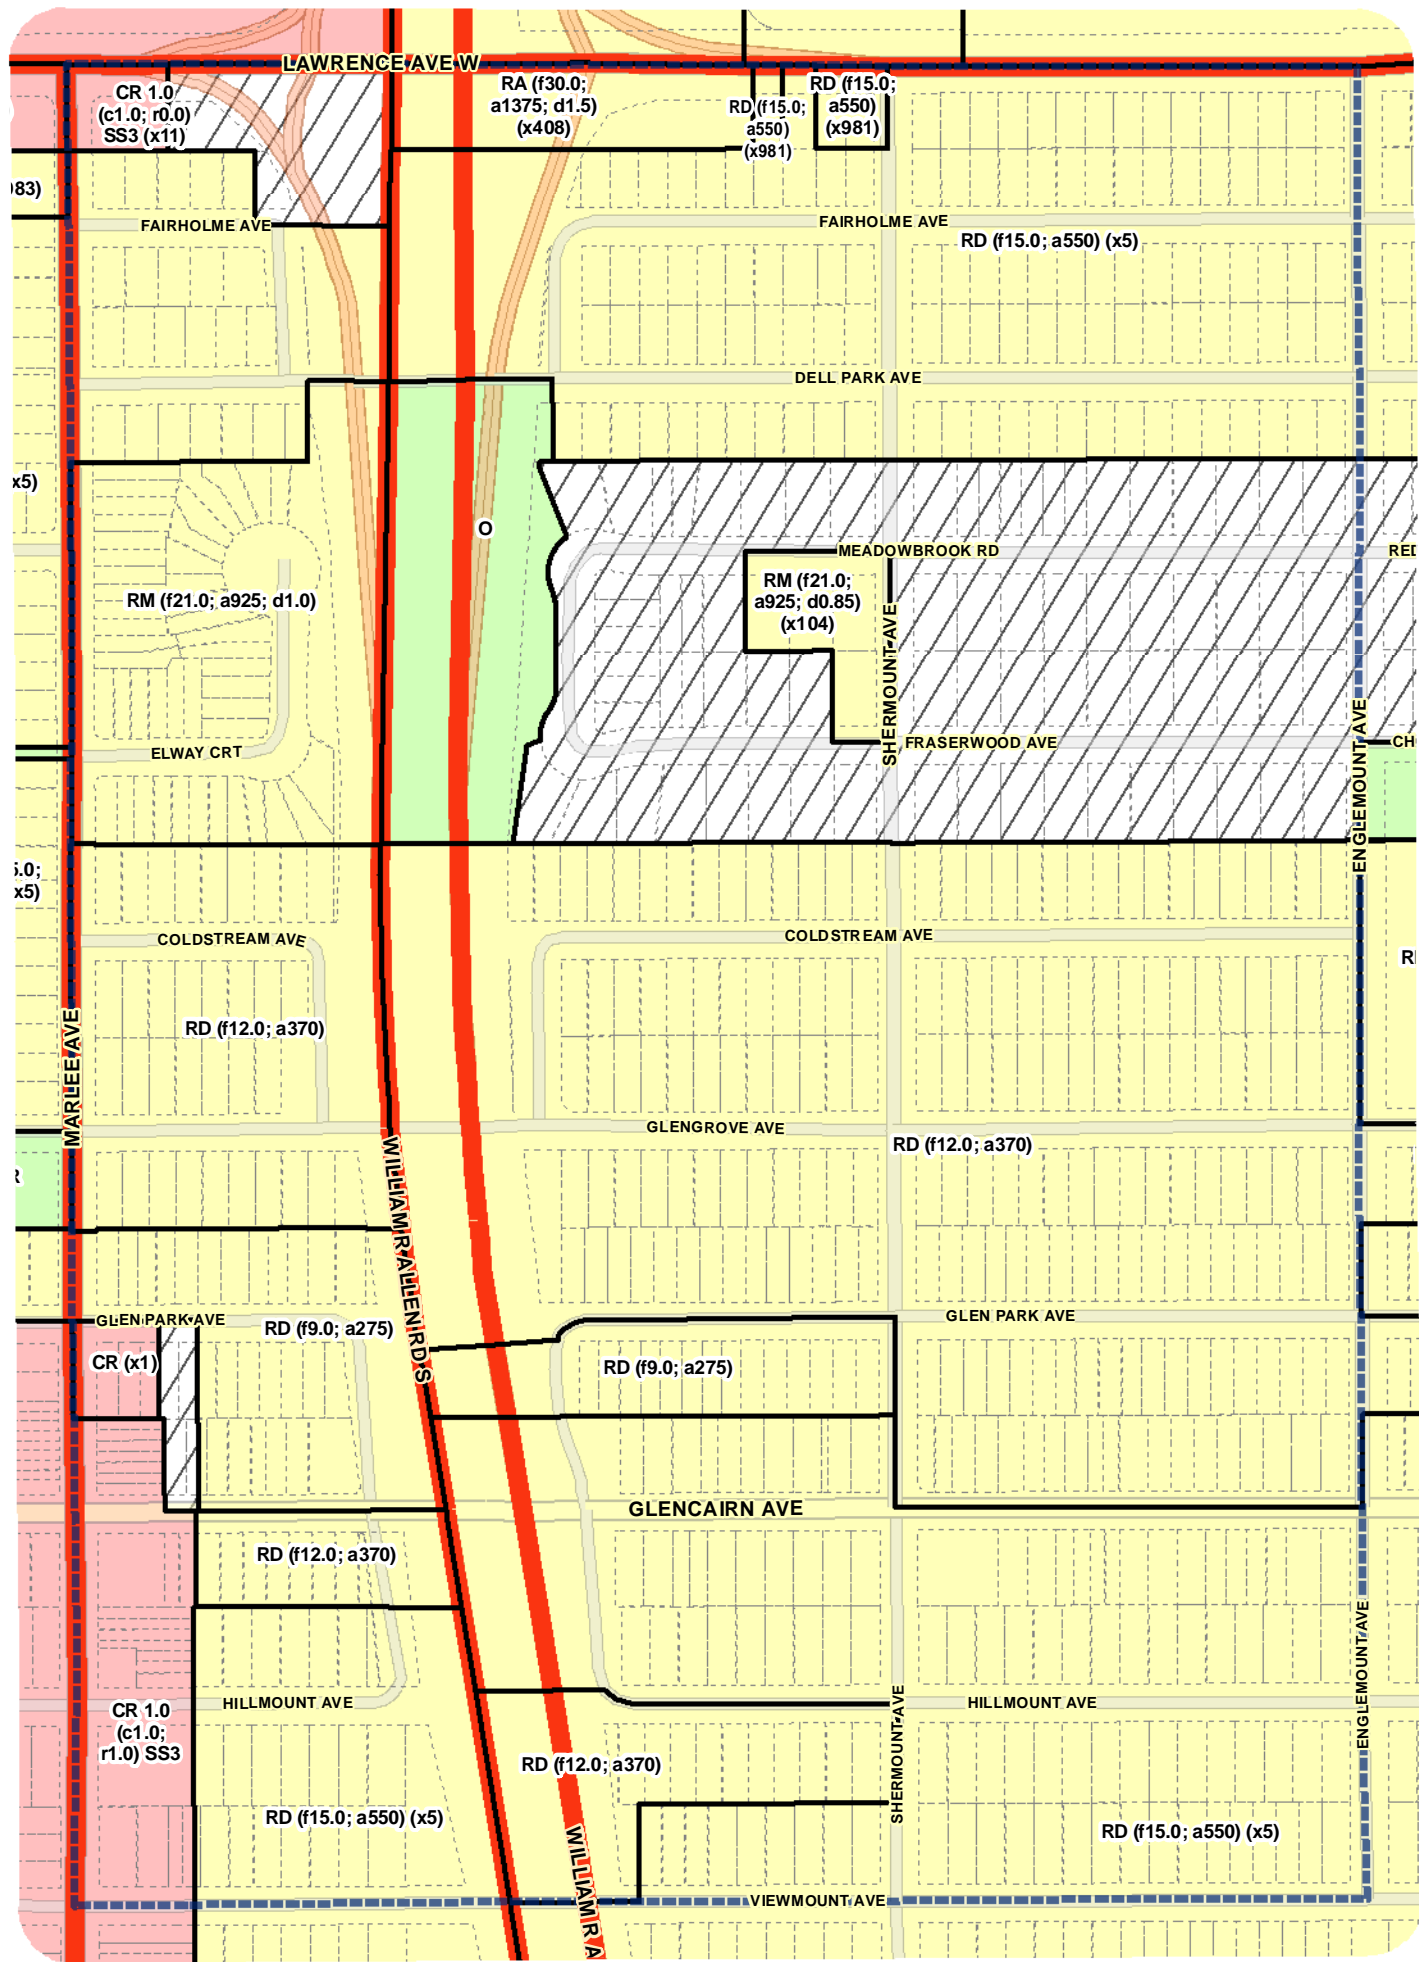 LAWRENCE AVE W
CR 1.0
(c1.0; r0.0)
SS3 (x11)
RA (f30.0;
a1375; d1.5)
(x408)
RD (f15.0;
a550)
(x981)
RD (f15.0;
a550)
(x981)
83)
FAIRHOLME AVE
FAIRHOLME AVE
RD (f15.0; a550) (x5)
DELL PARK AVE
x5)
O
MEADOWBROOK RD
RED
RM (f21.0;
a925; d0.85)
(x104)
RM (f21.0; a925; d1.0)
SHERMOUNT AVE
ELWAY CRT
FRASERWOOD AVE
CH
ENGLEMOUNT AVE
5.0;
x5)
COLDSTREAM AVE
COLDSTREAM AVE
RD (f12.0; a370)
MARLEE AVE
GLENGROVE AVE
RD (f12.0; a370)
WILLIAM R ALLEN RD S
GLEN PARK AVE
RD (f9.0; a275)
GLEN PARK AVE
CR (x1)
RD (f9.0; a275)
GLENCAIRN AVE
RD (f12.0; a370)
HILLMOUNT AVE
HILLMOUNT AVE
ENGLEMOUNT AVE
CR 1.0
(c1.0;
r1.0) SS3
SHERMOUNT AVE
RD (f12.0; a370)
RD (f15.0; a550) (x5)
RD (f15.0; a550) (x5)
WILLIAM R A
VIEWMOUNT AVE